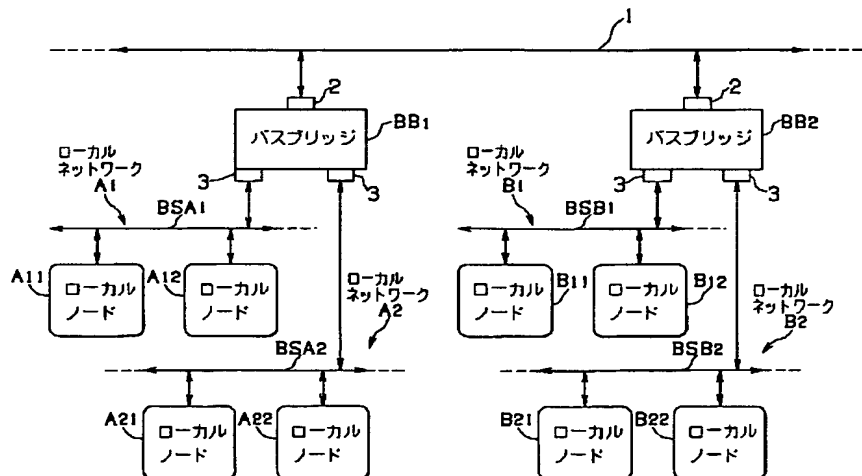 1
2
2
バスブリッジ
BB1
バスブリッジ
BB2
3
3
3
3
ローカル
ネットワーク
A1
ローカル
ネットワーク
B1
BSA1
BSB1
A11
ローカル
ノード
A12
ローカル
ノード
ローカル
ノード
B11
ローカル
ノード
B12
ローカル
ネットワーク
A2
ローカル
ネットワーク
B2
BSA2
BSB2
A21
ローカル
ノード
A22
ローカル
ノード
B21
ローカル
ノード
B22
ローカル
ノード